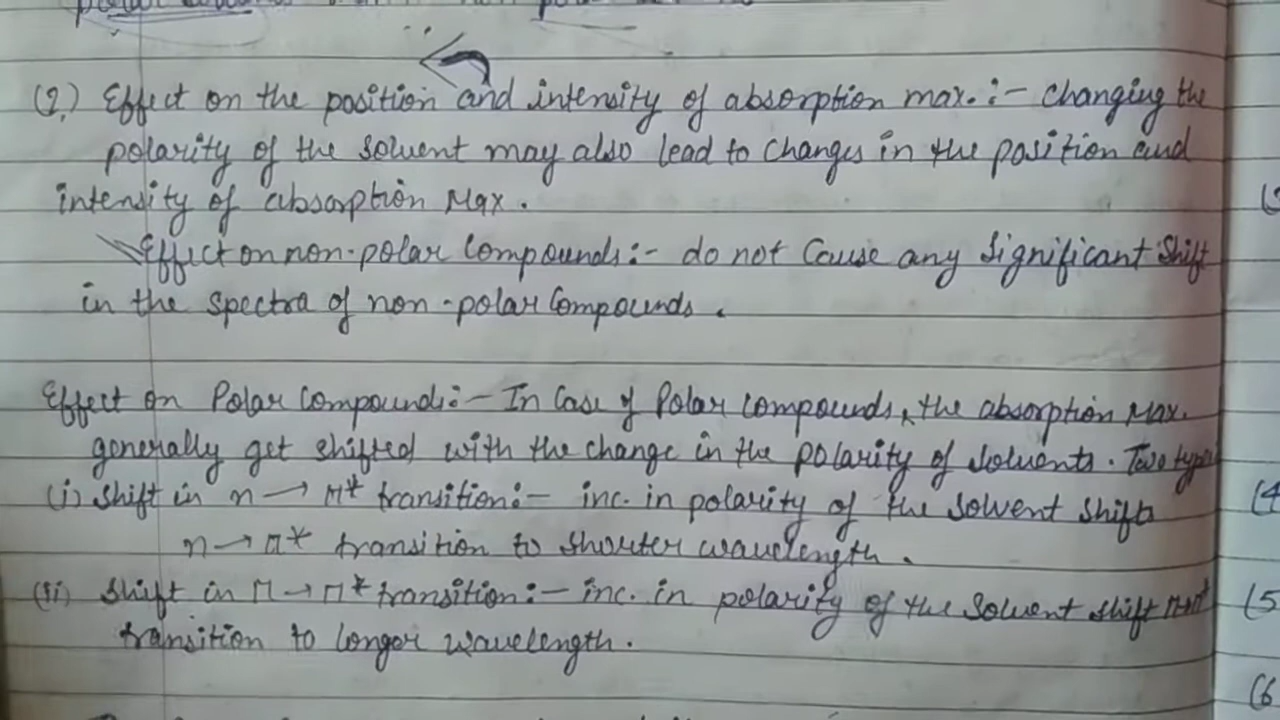 (2.) Effect on the position and intensity of absorption max. :- changing the
polarity of the solvent may also lead to changes in the position and
intensity of absorption Max.
Effect on non-polar compounds:- do not Cause any significant shift
in the spectra of non-polar compounds.
Effect on Polar Compound:- In Case of Polar compounds, the absorption Max.
generally get shifted with the change in the polarity of solvents. Two type
(i) shift in n → π* transition:- inc. in polarity of the solvent shifts
n → π* transition to shorter wavelength.
(ii) shift in π → π* transition:- inc. in polarity of the solvent shift π→π*
transition to longer wavelength.
(4
(5
(6